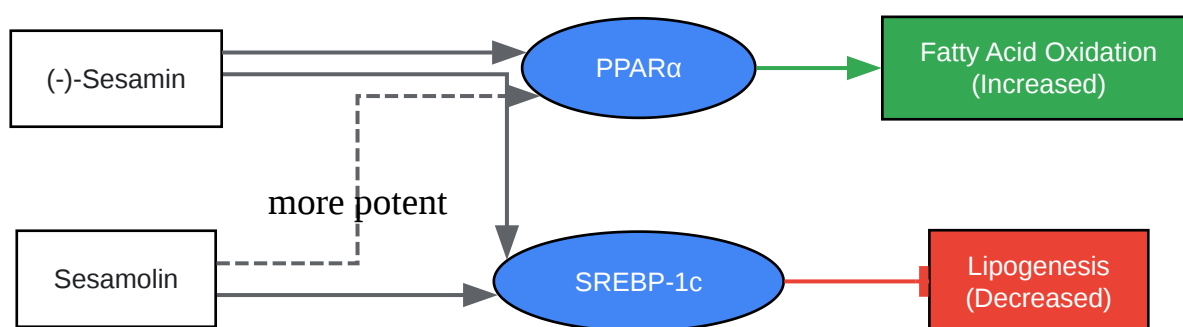 (-)-Sesamin
PPARα
Fatty Acid Oxidation
(Increased)
more potent
Sesamolin
SREBP-1c
Lipogenesis
(Decreased)